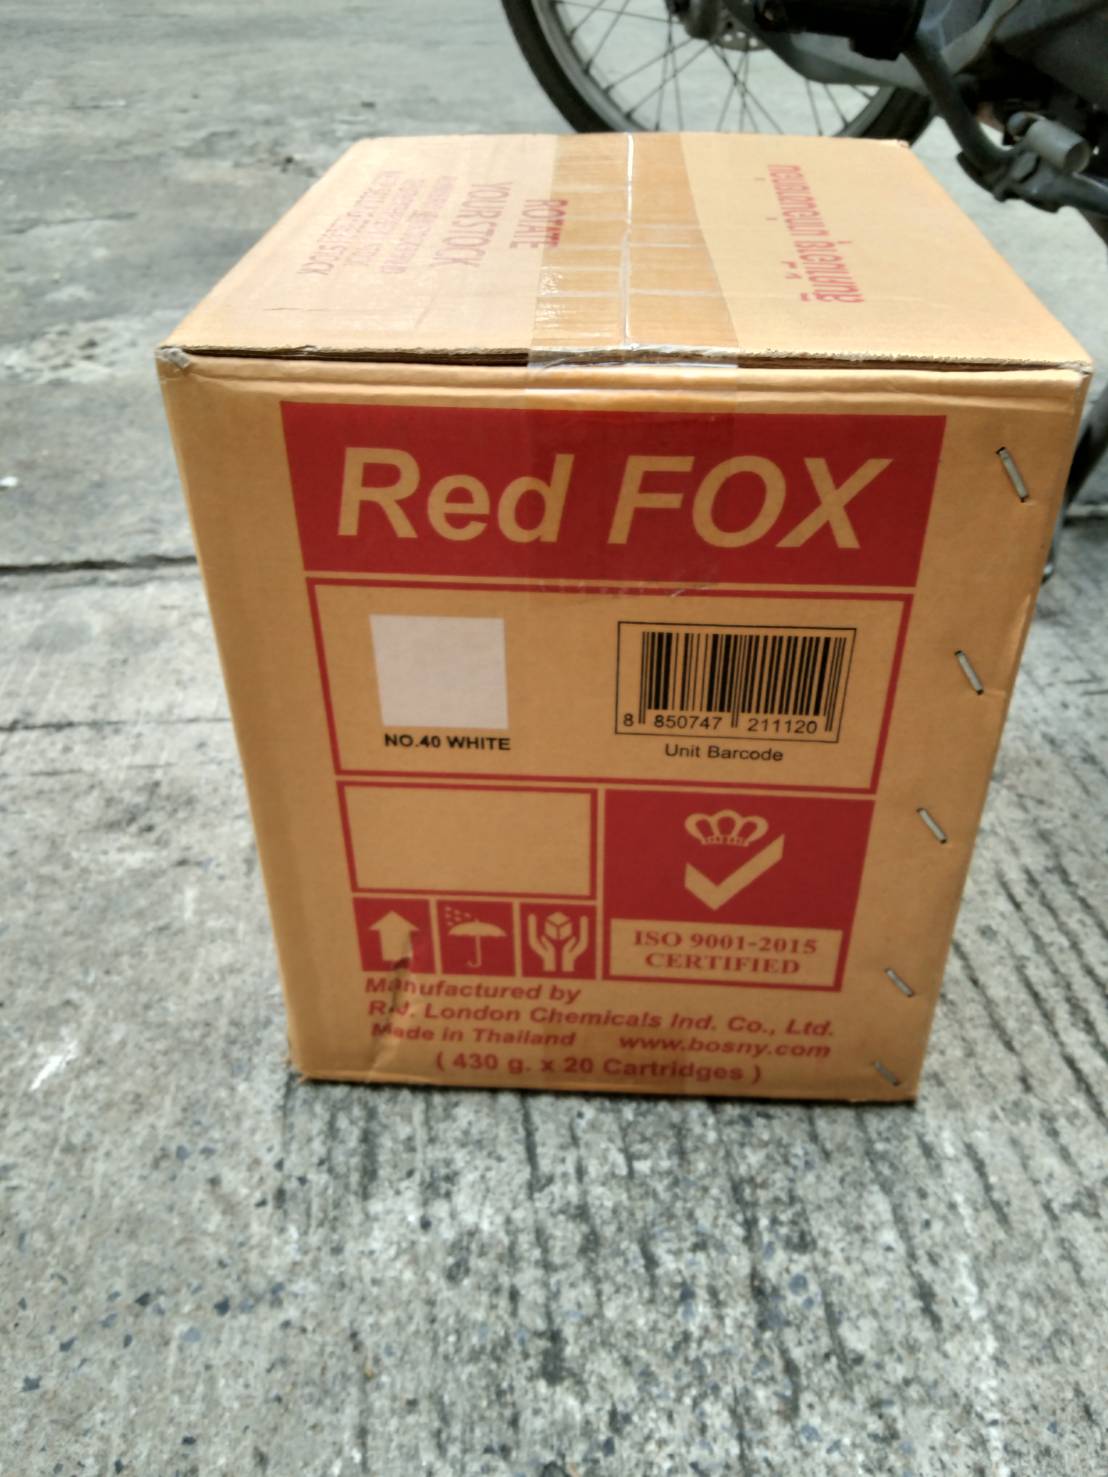 ROTATE
YOUR STOCK
Red FOX
NO.40 WHITE
8 850747 211120
Unit Barcode
ISO 9001-2015
CERTIFIED
Manufactured by
R.J. London Chemicals Ind. Co., Ltd.
Made in Thailand www.bosny.com
( 430 g. x 20 Cartridges )